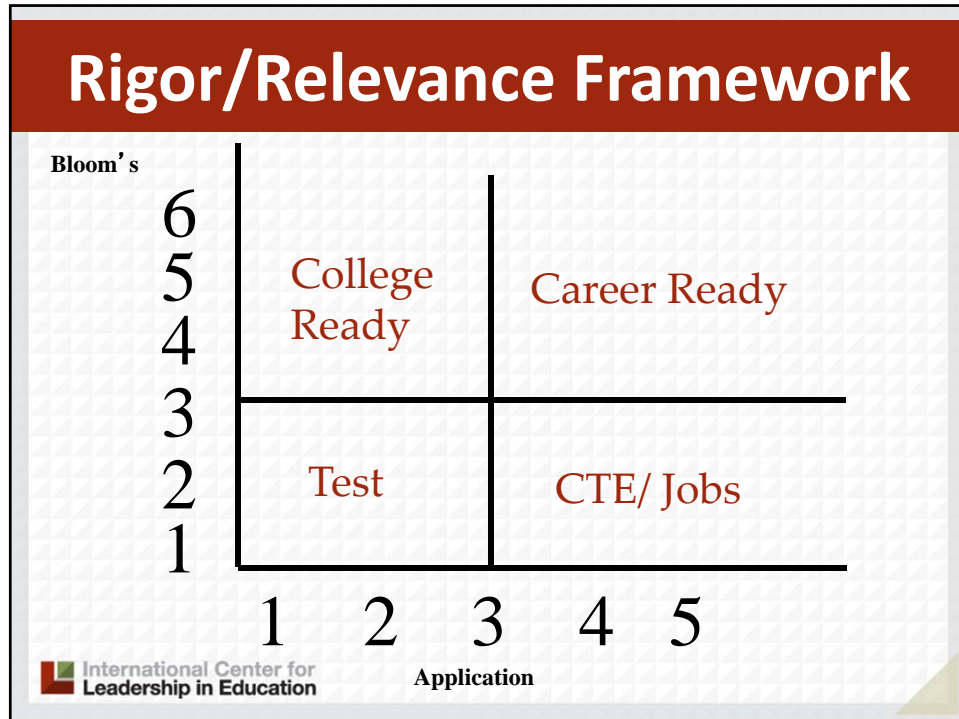 Rigor/Relevance Framework
Bloom’s
6
5
4
3
2
1
College
Ready
Career Ready
Test
CTE/ Jobs
1 2 3 4 5
Application
International Center for
Leadership in Education